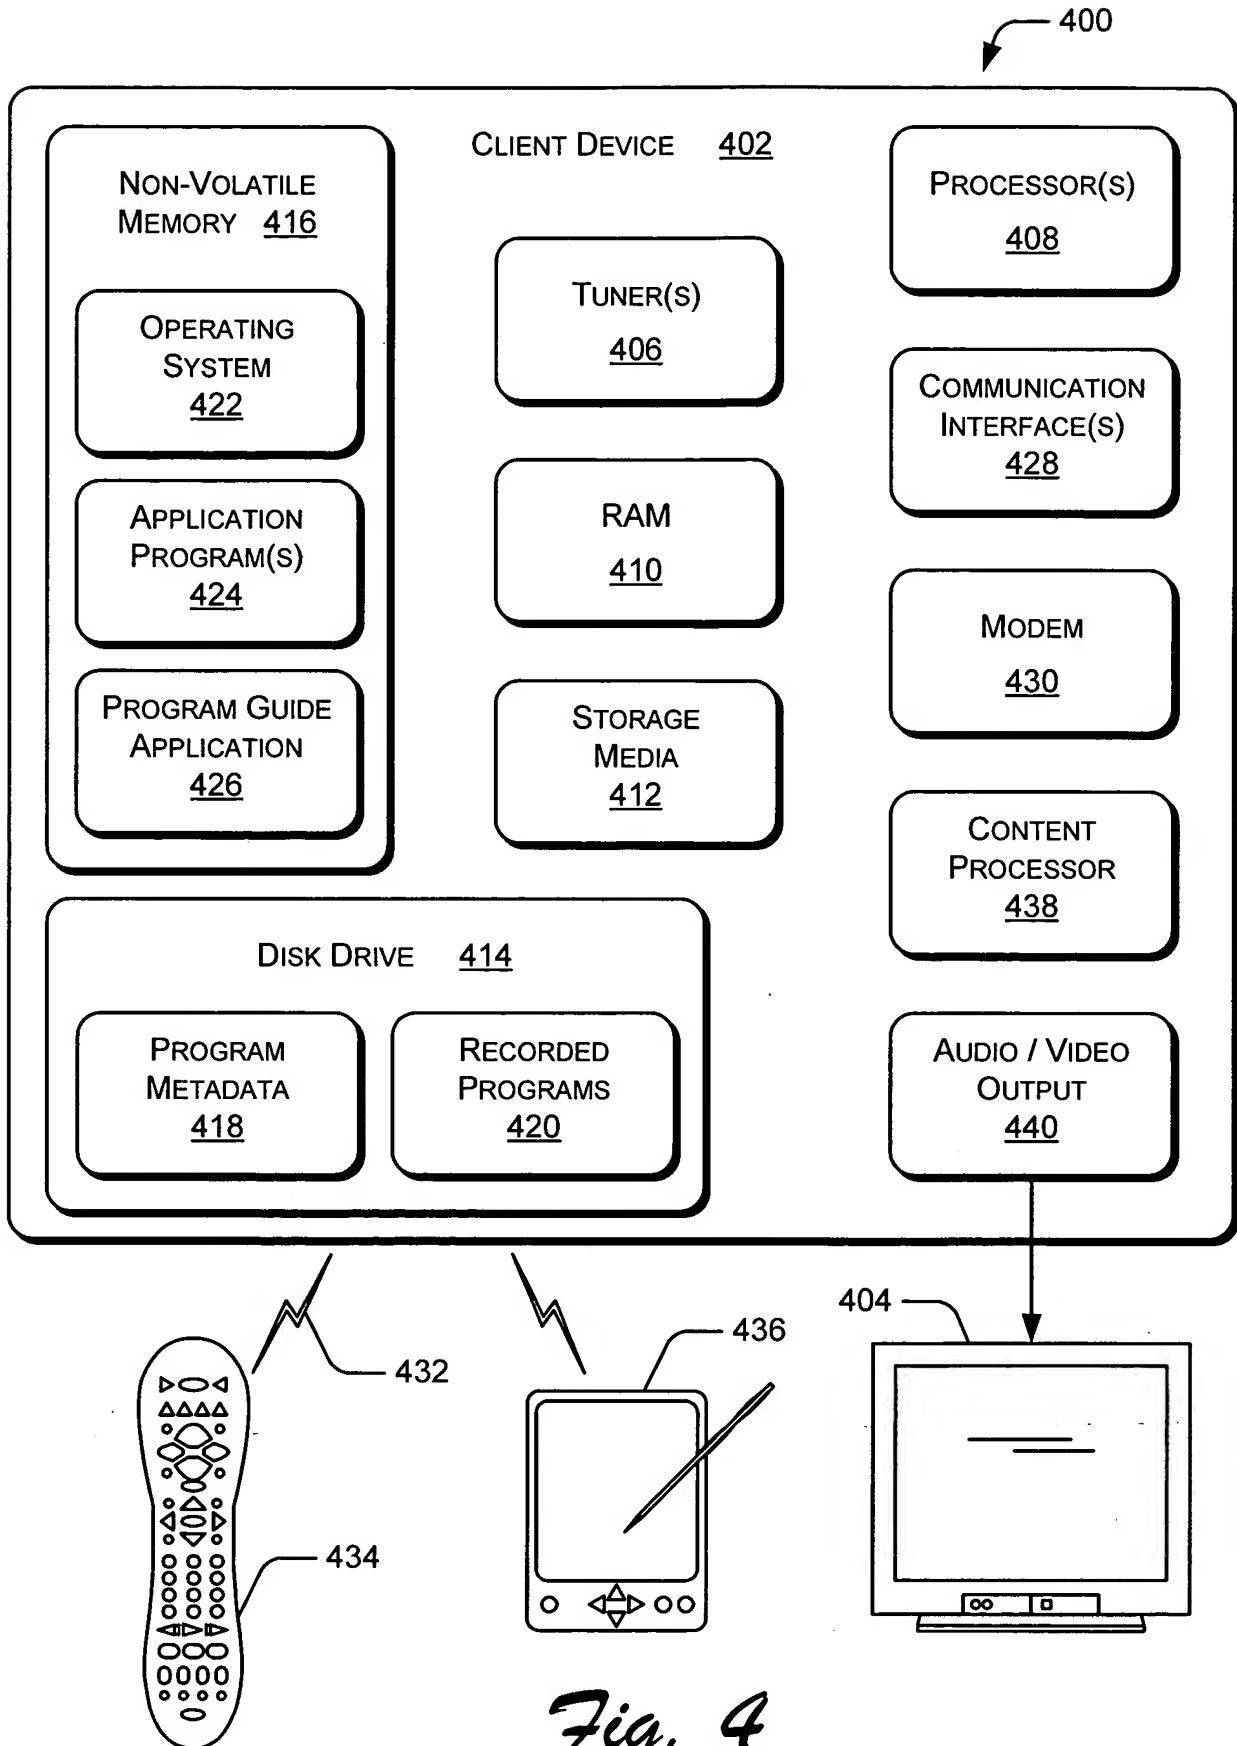 400
CLIENT DEVICE 402
NON-VOLATILE
MEMORY 416
OPERATING
SYSTEM
422
APPLICATION
PROGRAM(S)
424
PROGRAM GUIDE
APPLICATION
426
TUNER(S)
406
RAM
410
STORAGE
MEDIA
412
PROCESSOR(S)
408
COMMUNICATION
INTERFACE(S)
428
MODEM
430
CONTENT
PROCESSOR
438
AUDIO / VIDEO
OUTPUT
440
DISK DRIVE 414
PROGRAM
METADATA
418
RECORDED
PROGRAMS
420
432
434
436
404
Fig. 4